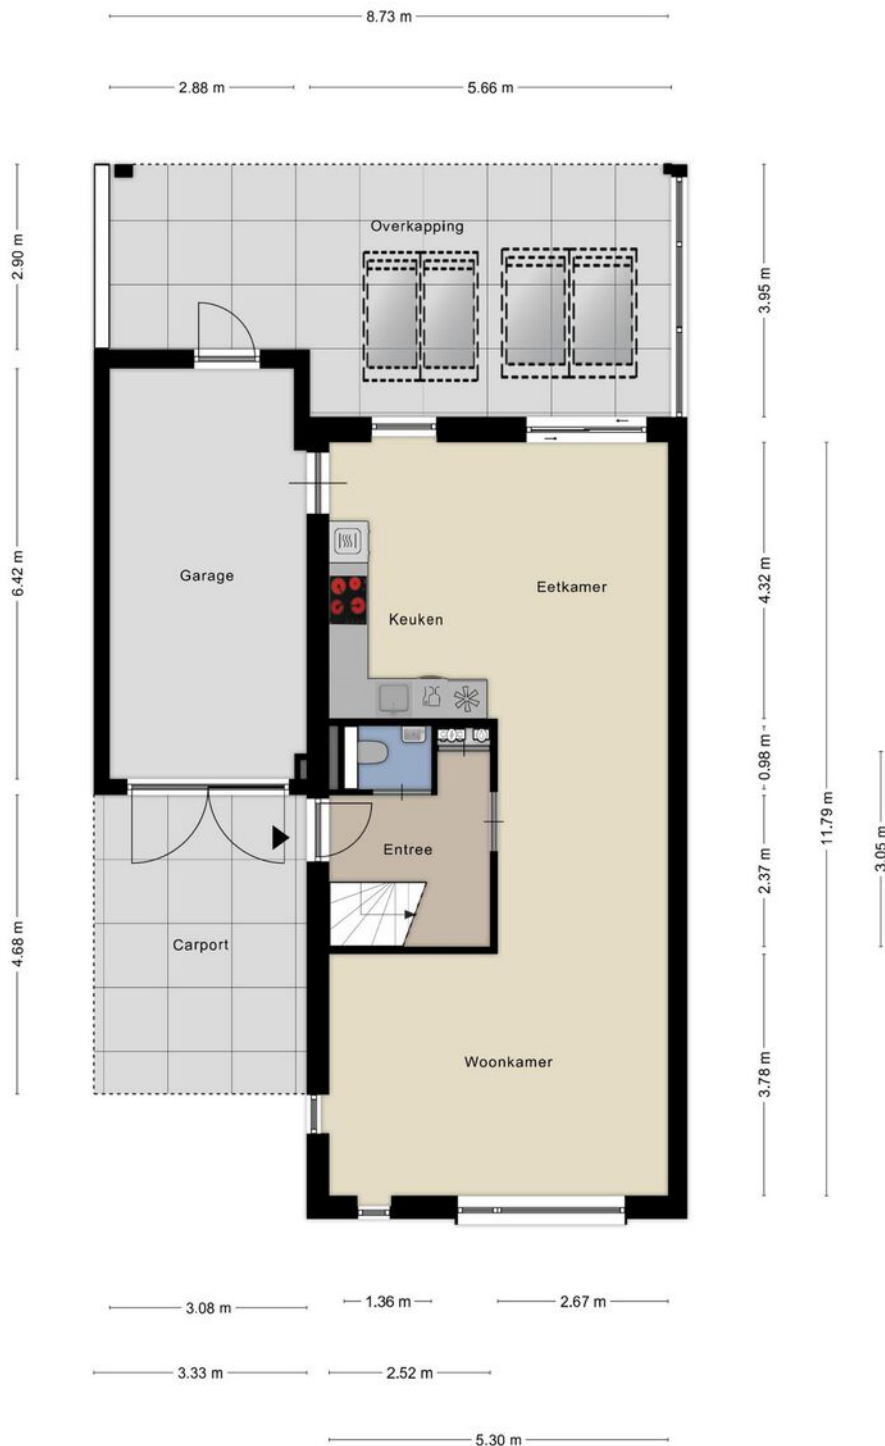 8.73 m
2.88 m
5.66 m
2.90 m
Overkapping
3.95 m
6.42 m
Garage
Keuken
Eetkamer
4.32 m
0.98 m
11.79 m
3.05 m
Entree
2.37 m
4.68 m
Carport
Woonkamer
3.78 m
3.08 m
1.36 m
2.67 m
3.33 m
2.52 m
5.30 m